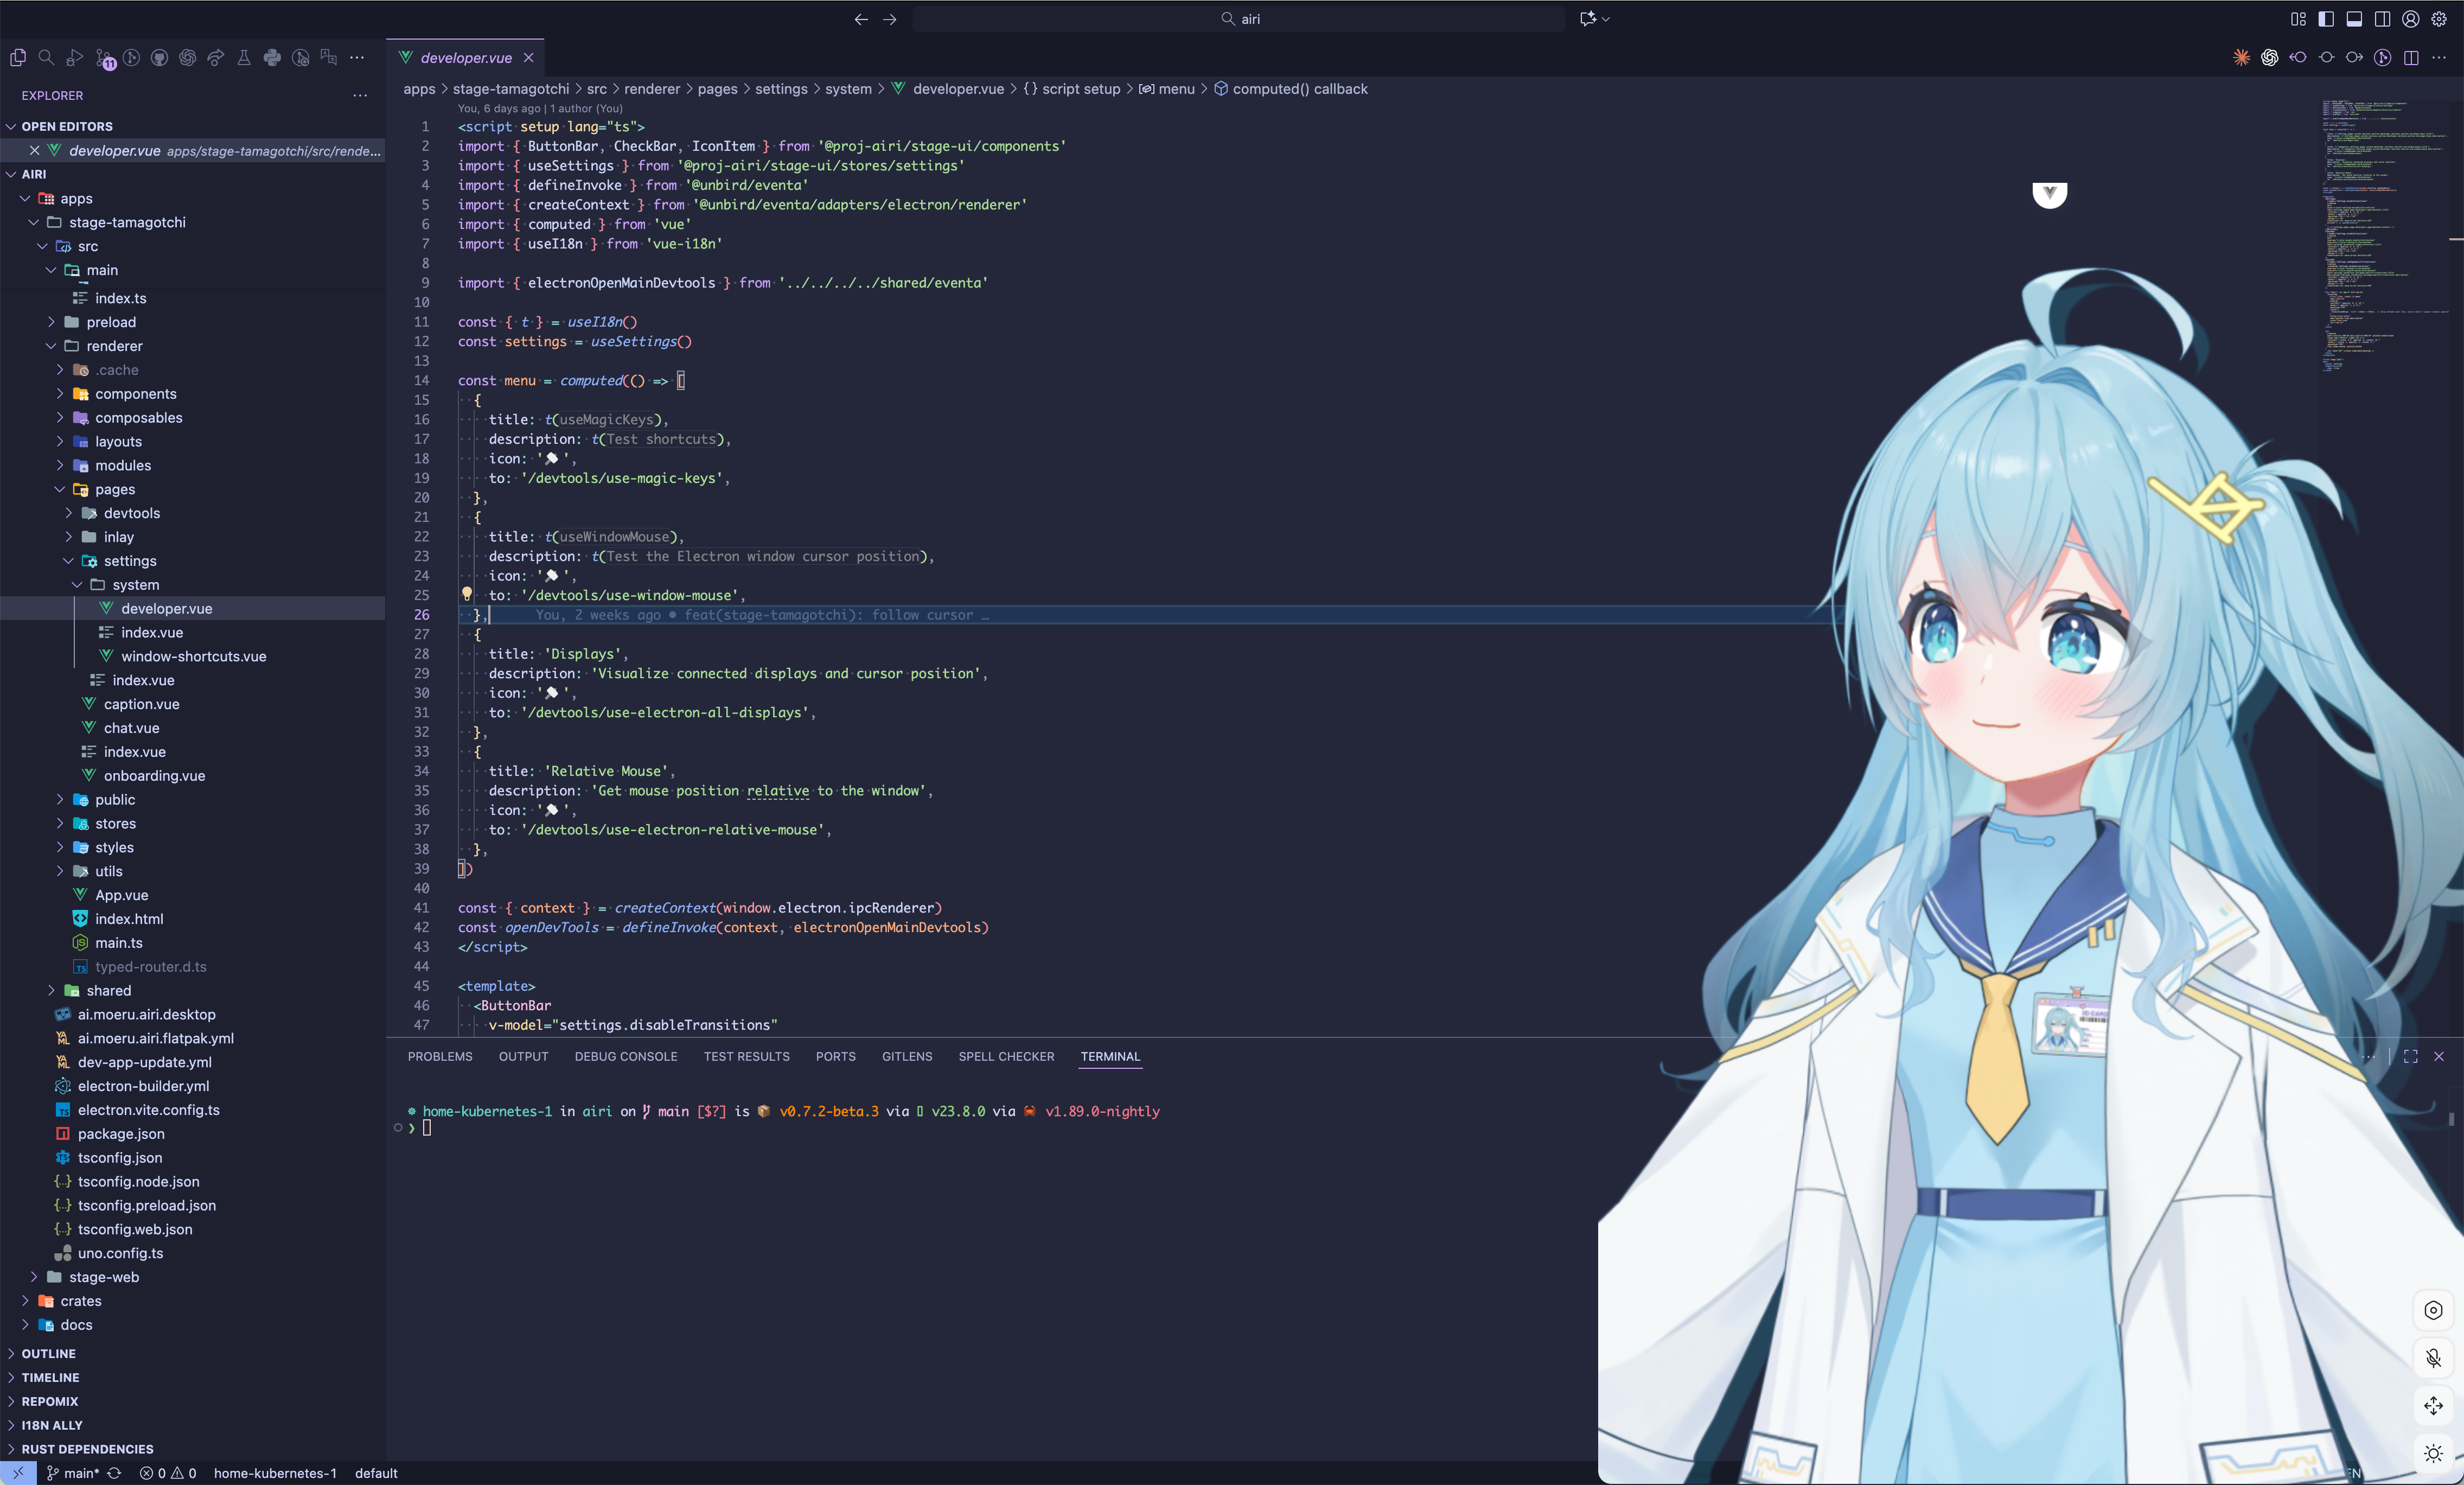 airi
11
developer.vue
EXPLORER
OPEN EDITORS
developer.vue apps/stage-tamagotchi/src/rende...
AIRI
apps
stage-tamagotchi
src
main
index.ts
preload
renderer
.cache
components
composables
layouts
modules
pages
devtools
inlay
settings
system
developer.vue
index.vue
window-shortcuts.vue
index.vue
caption.vue
chat.vue
index.vue
onboarding.vue
public
stores
styles
utils
App.vue
index.html
main.ts
typed-router.d.ts
shared
ai.moeru.airi.desktop
ai.moeru.airi.flatpak.yml
dev-app-update.yml
electron-builder.yml
electron.vite.config.ts
package.json
tsconfig.json
tsconfig.node.json
tsconfig.preload.json
tsconfig.web.json
uno.config.ts
stage-web
crates
docs
OUTLINE
TIMELINE
REPOMIX
I18N ALLY
RUST DEPENDENCIES
apps > stage-tamagotchi > src > renderer > pages > settings > system > developer.vue > {} script setup > menu > computed() callback
You, 6 days ago | 1 author (You)
1 <script setup lang="ts">
2 import { ButtonBar, CheckBar, IconItem } from '@proj-airi/stage-ui/components'
3 import { useSettings } from '@proj-airi/stage-ui/stores/settings'
4 import { defineInvoke } from '@unbird/eventa'
5 import { createContext } from '@unbird/eventa/adapters/electron/renderer'
6 import { computed } from 'vue'
7 import { useI18n } from 'vue-i18n'
8
9 import { electronOpenMainDevtools } from '../../../../shared/eventa'
10
11 const { t } = useI18n()
12 const settings = useSettings()
13
14 const menu = computed(() => [
15 {
16 title: t(useMagicKeys),
17 description: t(Test shortcuts),
18 icon: ' ',
19 to: '/devtools/use-magic-keys',
20 },
21 {
22 title: t(useWindowMouse),
23 description: t(Test the Electron window cursor position),
24 icon: ' ',
25 to: '/devtools/use-window-mouse',
26 }, You, 2 weeks ago • feat(stage-tamagotchi): follow cursor …
27 {
28 title: 'Displays',
29 description: 'Visualize connected displays and cursor position',
30 icon: ' ',
31 to: '/devtools/use-electron-all-displays',
32 },
33 {
34 title: 'Relative Mouse',
35 description: 'Get mouse position relative to the window',
36 icon: ' ',
37 to: '/devtools/use-electron-relative-mouse',
38 },
39 ])
40
41 const { context } = createContext(window.electron.ipcRenderer)
42 const openDevTools = defineInvoke(context, electronOpenMainDevtools)
43 </script>
44
45 <template>
46 <ButtonBar
47 v-model="settings.disableTransitions"
ID CARD
PROBLEMS OUTPUT DEBUG CONSOLE TEST RESULTS PORTS GITLENS SPELL CHECKER TERMINAL
home-kubernetes-1 in airi on main [$?] is 📦 v0.7.2-beta.3 via v23.8.0 via 🦀 v1.89.0-nightly
❯
main* 0 0 home-kubernetes-1 default